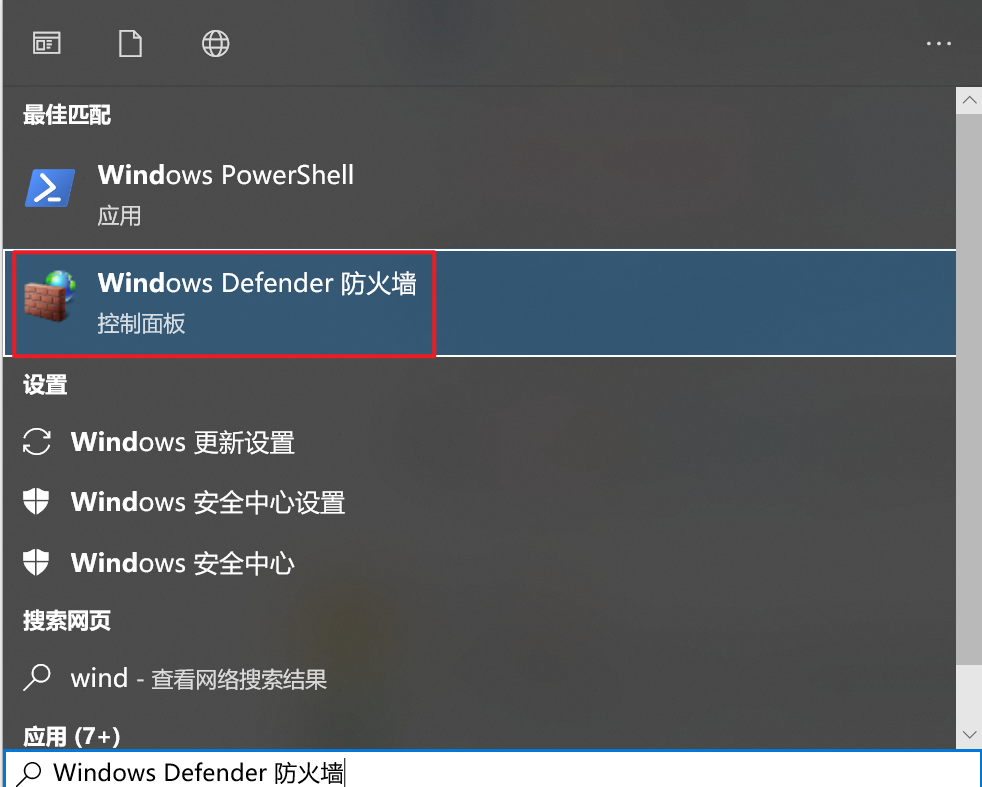 最佳匹配
Windows PowerShell
应用
Windows Defender 防火墙
控制面板
设置
Windows 更新设置
Windows 安全中心设置
Windows 安全中心
搜索网页
wind - 查看网络搜索结果
应用 (7+)
Windows Defender 防火墙